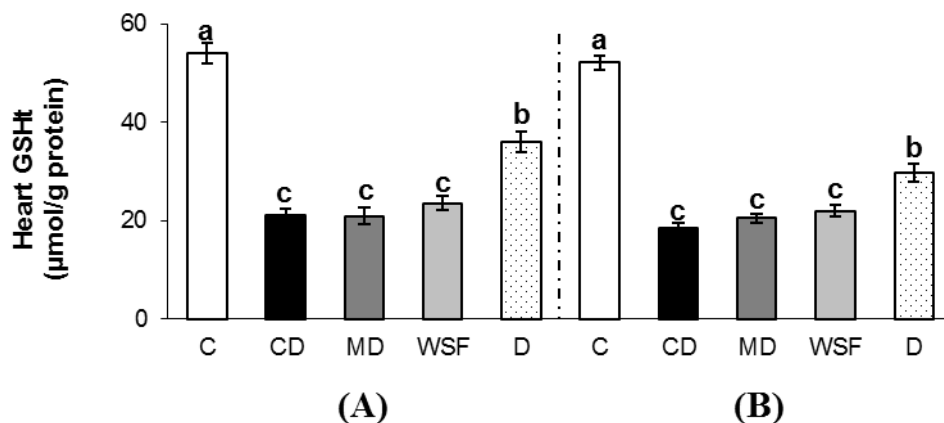 Heart GSHt
(μmol/g protein)
60
40
20
0
a
c
c
c
b
a
c
c
c
b
C CD MD WSF D C CD MD WSF D
(A) (B)